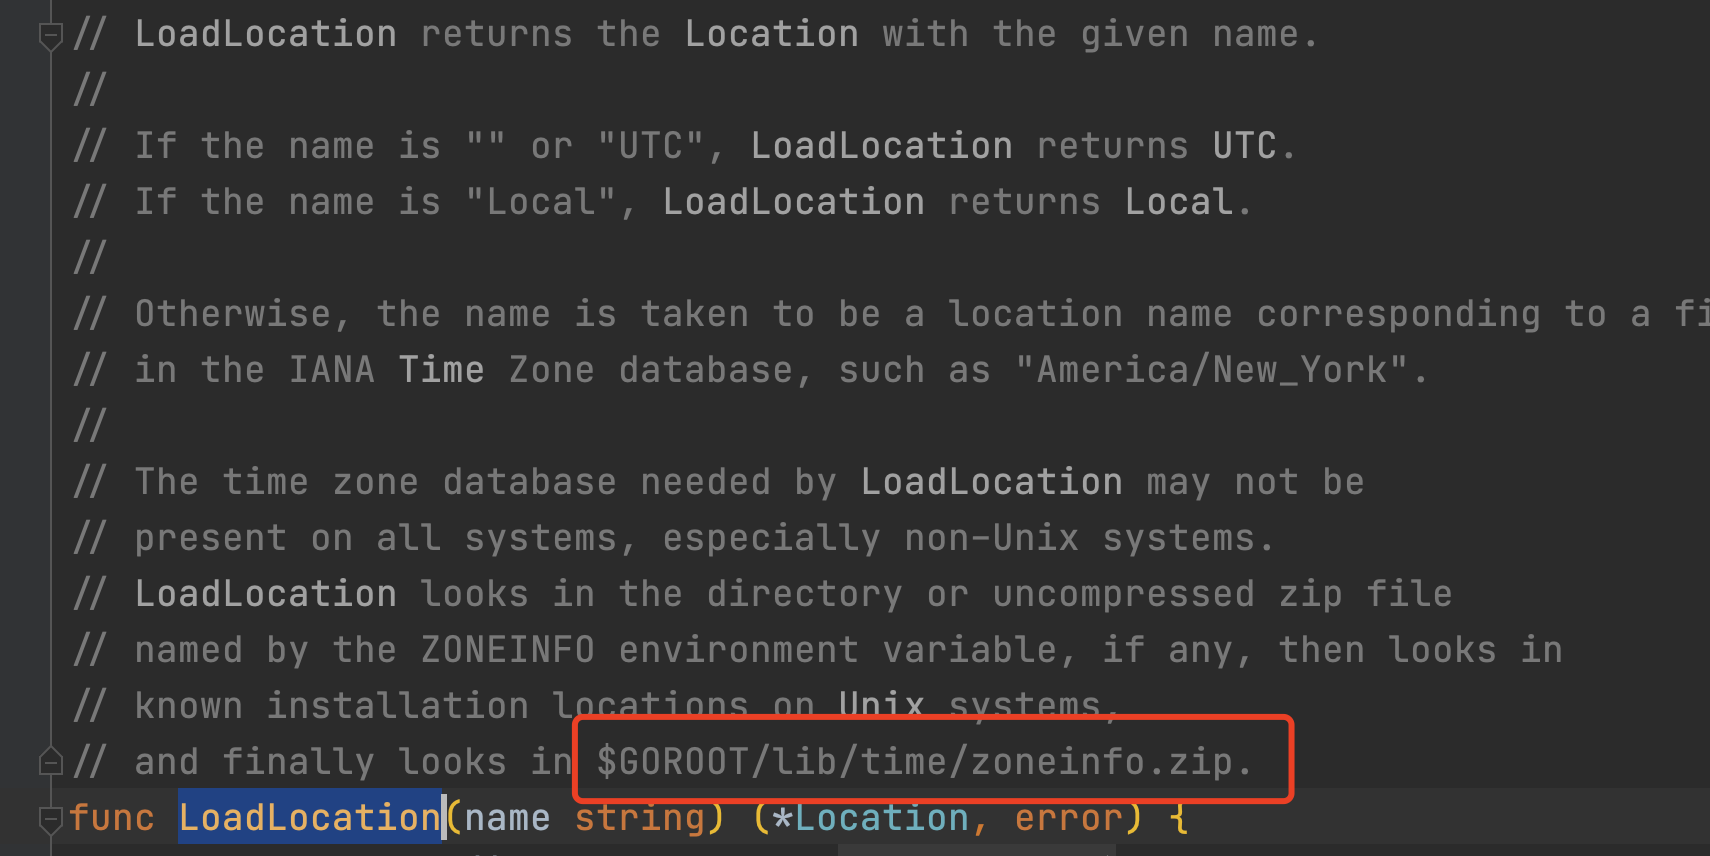 // LoadLocation returns the Location with the given name.
//
// If the name is "" or "UTC", LoadLocation returns UTC.
// If the name is "Local", LoadLocation returns Local.
//
// Otherwise, the name is taken to be a location name corresponding to a fi
// in the IANA Time Zone database, such as "America/New_York".
//
// The time zone database needed by LoadLocation may not be
// present on all systems, especially non-Unix systems.
// LoadLocation looks in the directory or uncompressed zip file
// named by the ZONEINFO environment variable, if any, then looks in
// known installation locations on Unix systems,
// and finally looks in $GOROOT/lib/time/zoneinfo.zip.
func LoadLocation(name string) (*Location, error) {